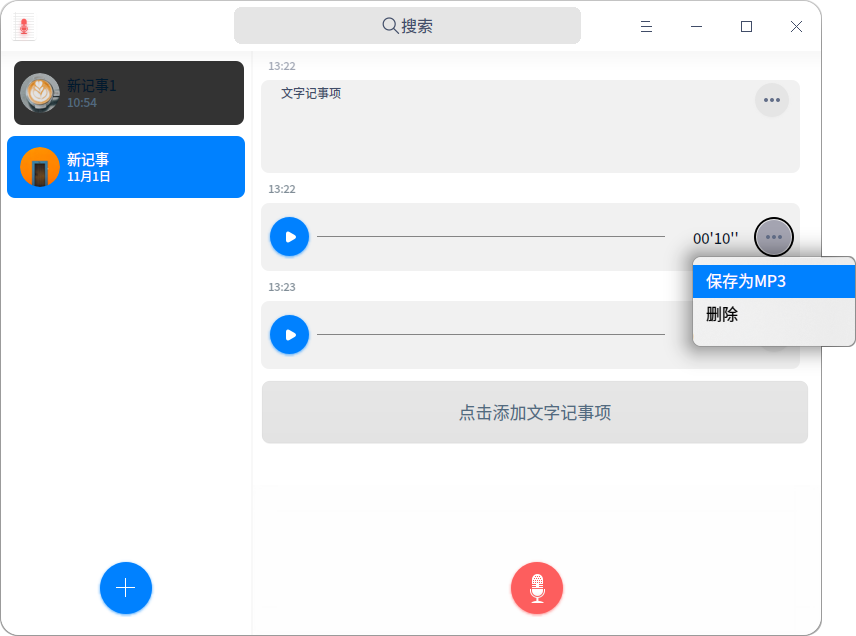 搜索
新记事1
10:54
新记事
11月1日
13:22
文字记事项
13:22
00'10''
保存为MP3
删除
13:23
点击添加文字记事项